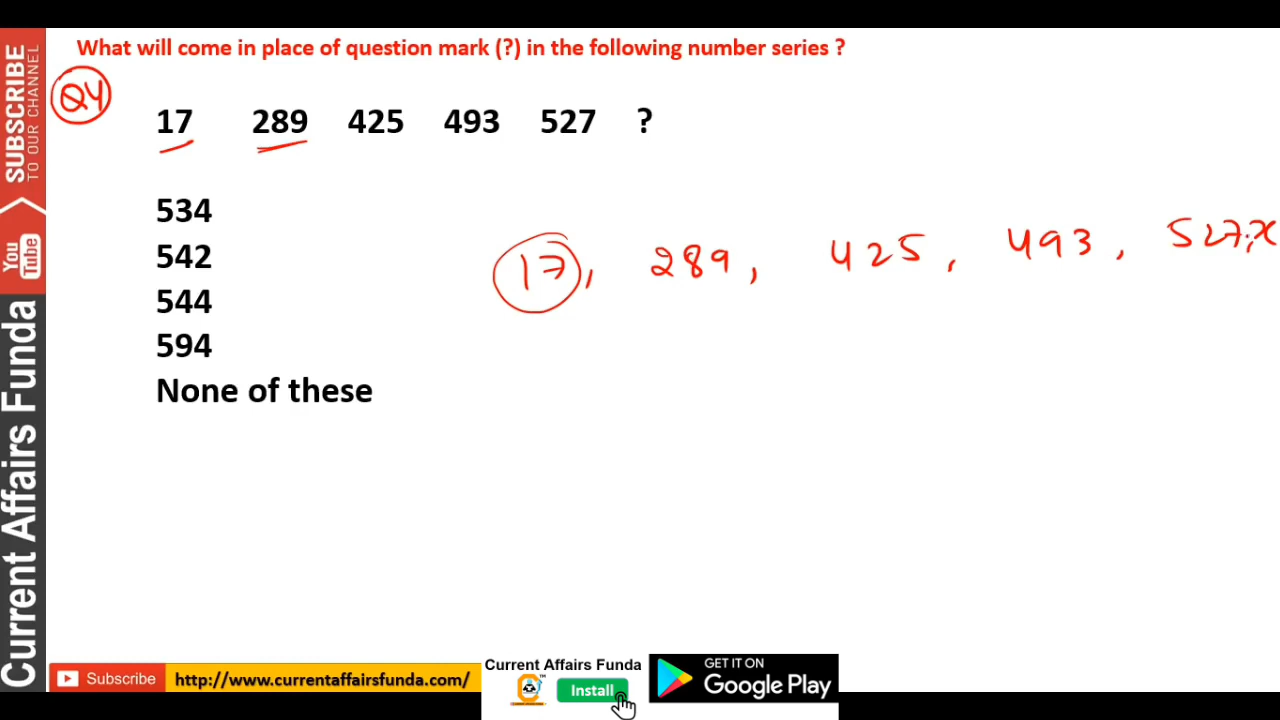 What will come in place of question mark (?) in the following number series ?
Q4
17 289 425 493 527 ?
534
542
544
594
None of these
17, 289, 425, 493, 527, x
SUBSCRIBE
TO OUR CHANNEL
You
Tube
Current Affairs Funda
Subscribe
http://www.currentaffairsfunda.com/
Current Affairs Funda
Install
GET IT ON
Google Play